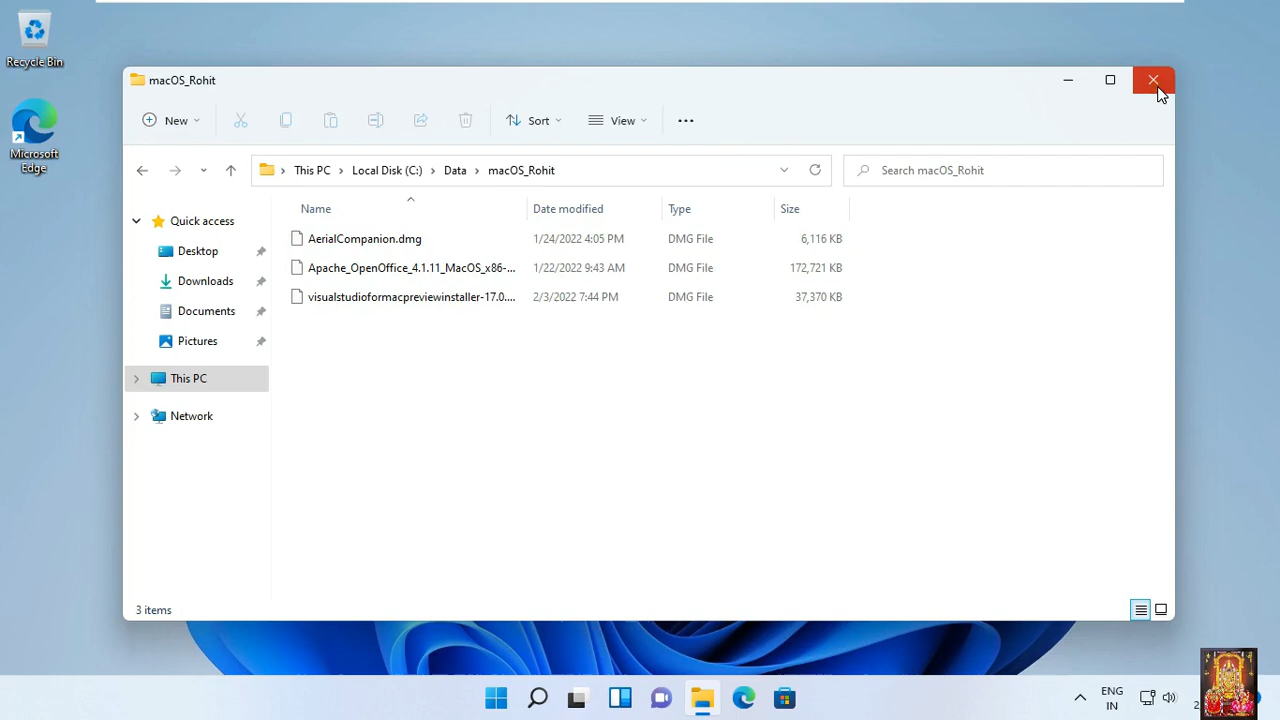 Recycle Bin
Microsoft
Edge
macOS_Rohit
New
Sort
View
This PC
Local Disk (C:)
Data
macOS_Rohit
Search macOS_Rohit
Name
Date modified
Type
Size
Quick access
Desktop
Downloads
Documents
Pictures
This PC
Network
AerialCompanion.dmg 1/24/2022 4:05 PM DMG File 6,116 KB
Apache_OpenOffice_4.1.11_MacOS_x86-... 1/22/2022 9:43 AM DMG File 172,721 KB
visualstudioformacpreviewinstaller-17.0.... 2/3/2022 7:44 PM DMG File 37,370 KB
3 items
ENG
IN